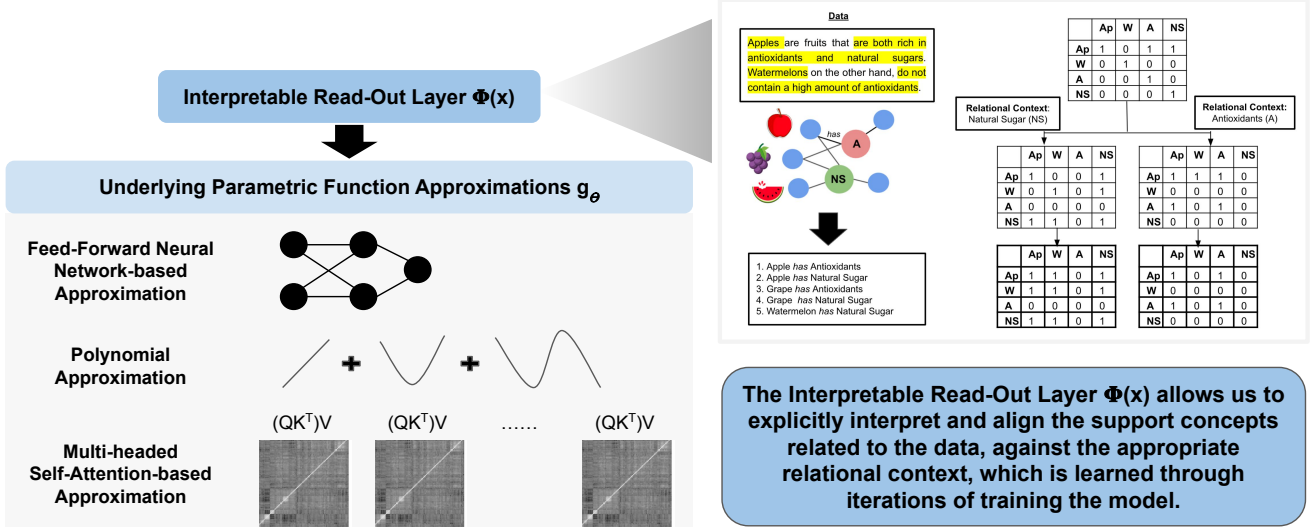 Interpretable Read-Out Layer Φ(x)
Underlying Parametric Function Approximations gθ
Feed-Forward Neural
Network-based
Approximation
Polynomial
Approximation
Multi-headed
Self-Attention-based
Approximation
(QKᵀ)V (QKᵀ)V …… (QKᵀ)V
Data
Apples are fruits that are both rich in
antioxidants and natural sugars.
Watermelons on the other hand, do not
contain a high amount of antioxidants.
has
A
NS
1. Apple has Antioxidants
2. Apple has Natural Sugar
3. Grape has Antioxidants
4. Grape has Natural Sugar
5. Watermelon has Natural Sugar
Ap W A NS
Ap 1 0 1 1
W 0 1 0 0
A 0 0 1 0
NS 0 0 0 1
Relational Context:
Natural Sugar (NS)
Relational Context:
Antioxidants (A)
Ap W A NS
Ap 1 0 0 1
W 0 1 0 1
A 0 0 0 0
NS 1 1 0 1
Ap W A NS
Ap 1 1 1 0
W 0 0 0 0
A 1 0 1 0
NS 0 0 0 0
Ap W A NS
Ap 1 1 0 1
W 1 1 0 1
A 0 0 0 0
NS 1 1 0 1
Ap W A NS
Ap 1 0 1 0
W 0 0 0 0
A 1 0 1 0
NS 0 0 0 0
The Interpretable Read-Out Layer Φ(x) allows us to
explicitly interpret and align the support concepts
related to the data, against the appropriate
relational context, which is learned through
iterations of training the model.